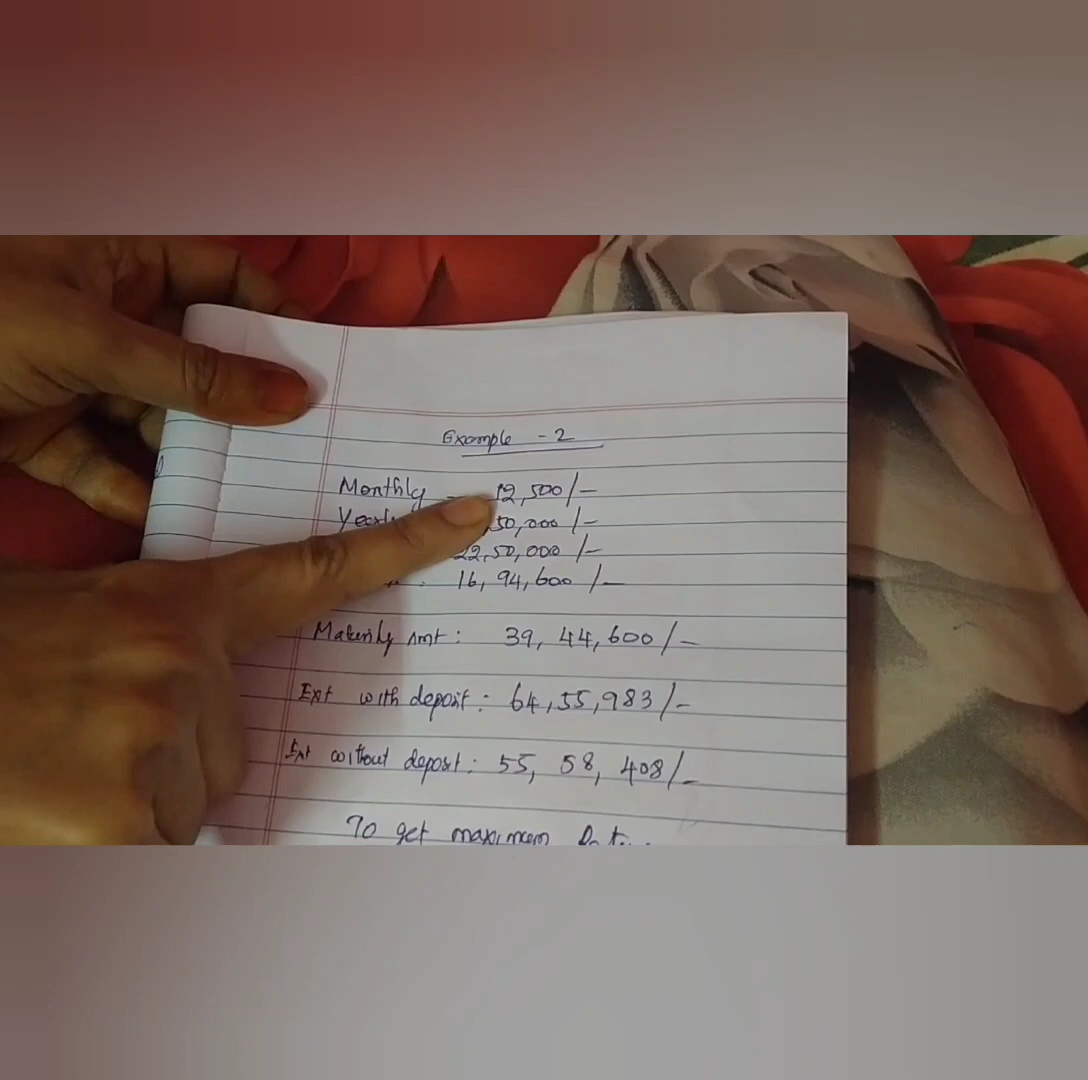 Example - 2
Monthly - 12,500/-
50,000/-
22,50,000/-
16,94,600/-
Maturity Amt : 39,44,600/-
Ext with deposit : 64,55,983/-
Ext without deposit : 55,58,408/-
To get maximum